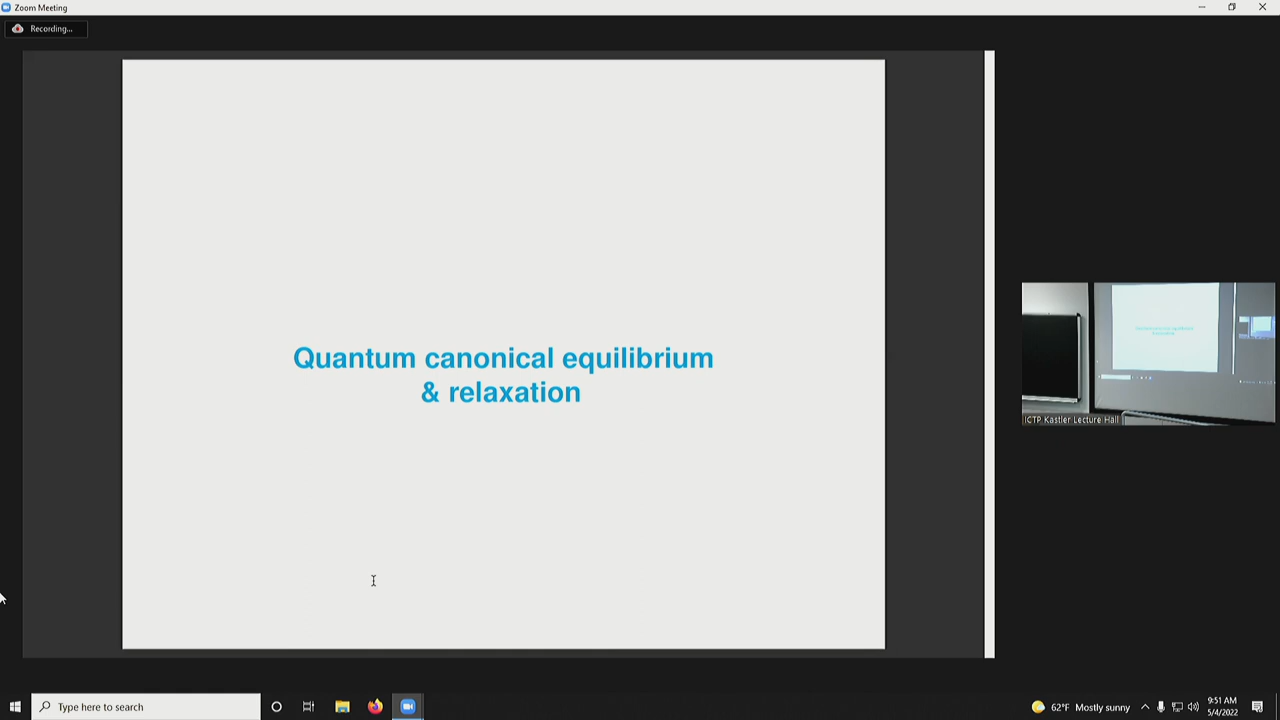 Zoom Meeting
Recording...
Quantum canonical equilibrium
& relaxation
ICTP Kastler Lecture Hall
Type here to search
62°F Mostly sunny
9:51 AM
5/4/2022